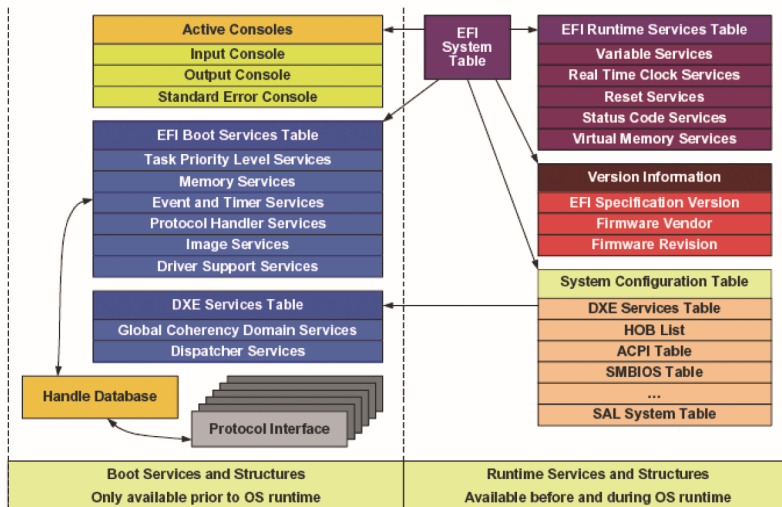 Active Consoles
Input Console
Output Console
Standard Error Console
EFI
System
Table
EFI Runtime Services Table
Variable Services
Real Time Clock Services
Reset Services
Status Code Services
Virtual Memory Services
EFI Boot Services Table
Task Priority Level Services
Memory Services
Event and Timer Services
Protocol Handler Services
Image Services
Driver Support Services
Version Information
EFI Specification Version
Firmware Vendor
Firmware Revision
DXE Services Table
Global Coherency Domain Services
Dispatcher Services
System Configuration Table
DXE Services Table
HOB List
ACPI Table
SMBIOS Table
...
SAL System Table
Handle Database
Protocol Interface
Boot Services and Structures
Only available prior to OS runtime
Runtime Services and Structures
Available before and during OS runtime